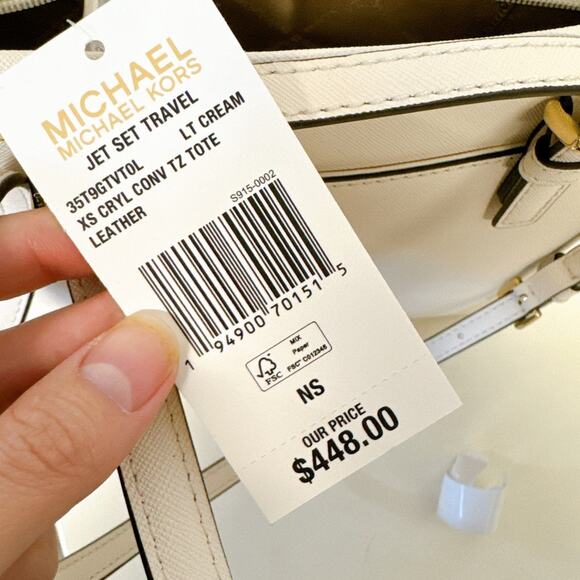 MICHAEL
MICHAEL KORS
JET SET TRAVEL
35T9GTVT0L LT CREAM
XS CRYL CONV TZ TOTE
LEATHER
S915-0002
1 94900 70151 5
FSC
MIX
Paper
FSC™ C012345
NS
OUR PRICE
$448.00